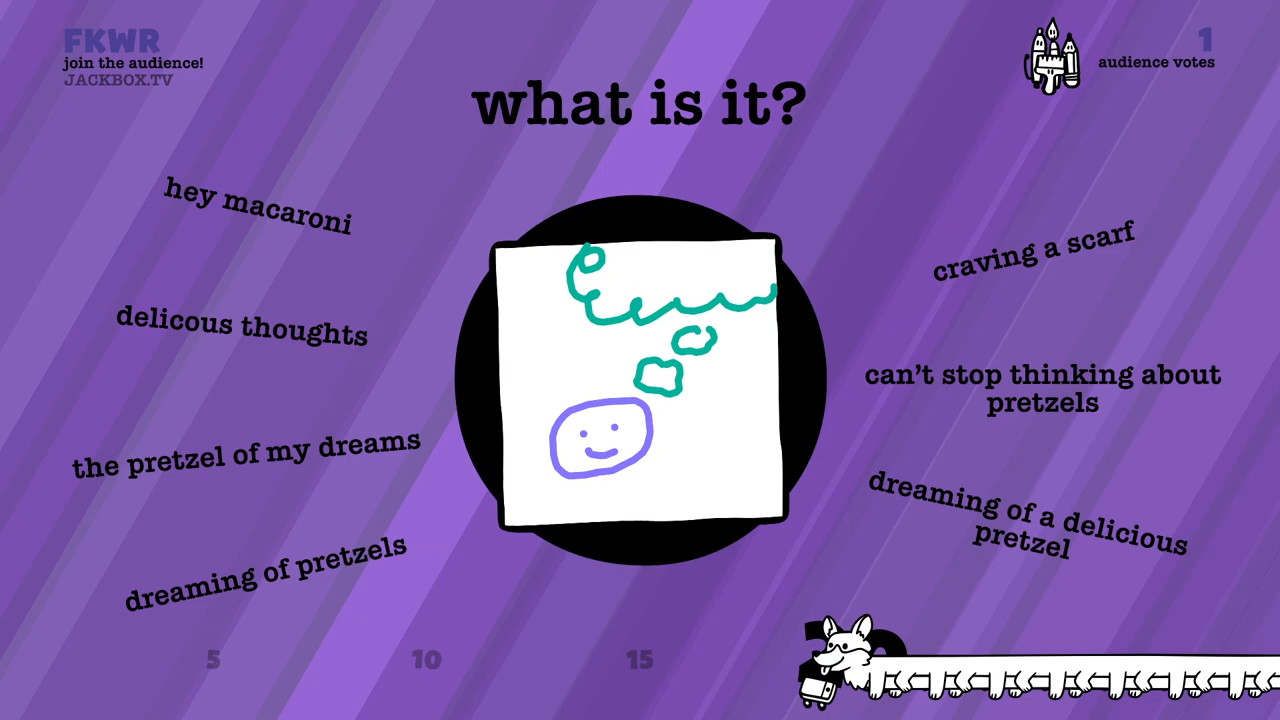 FKWR
join the audience!
JACKBOX.TV
1
audience votes
what is it?
hey macaroni
delicous thoughts
the pretzel of my dreams
dreaming of pretzels
craving a scarf
can't stop thinking about
pretzels
dreaming of a delicious
pretzel
5
10
15